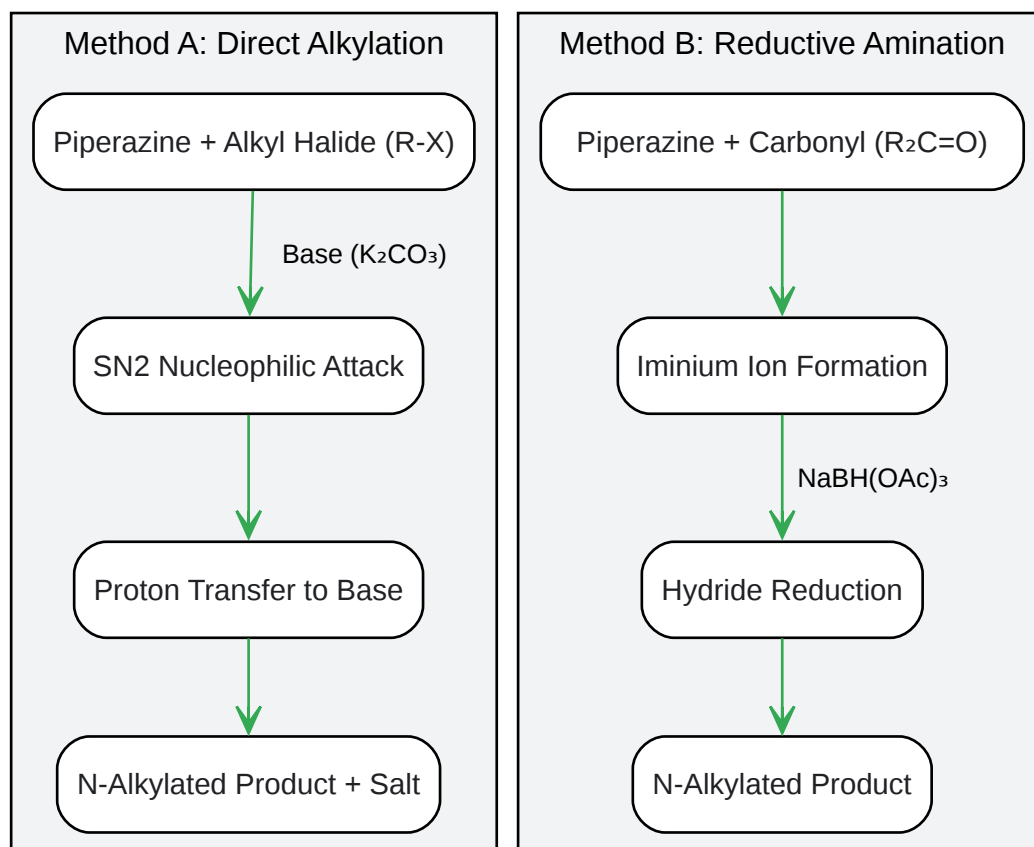 Method A: Direct Alkylation
Piperazine + Alkyl Halide (R-X)
Base (K₂CO₃)
SN2 Nucleophilic Attack
Proton Transfer to Base
N-Alkylated Product + Salt
Method B: Reductive Amination
Piperazine + Carbonyl (R₂C=O)
Iminium Ion Formation
NaBH(OAc)₃
Hydride Reduction
N-Alkylated Product